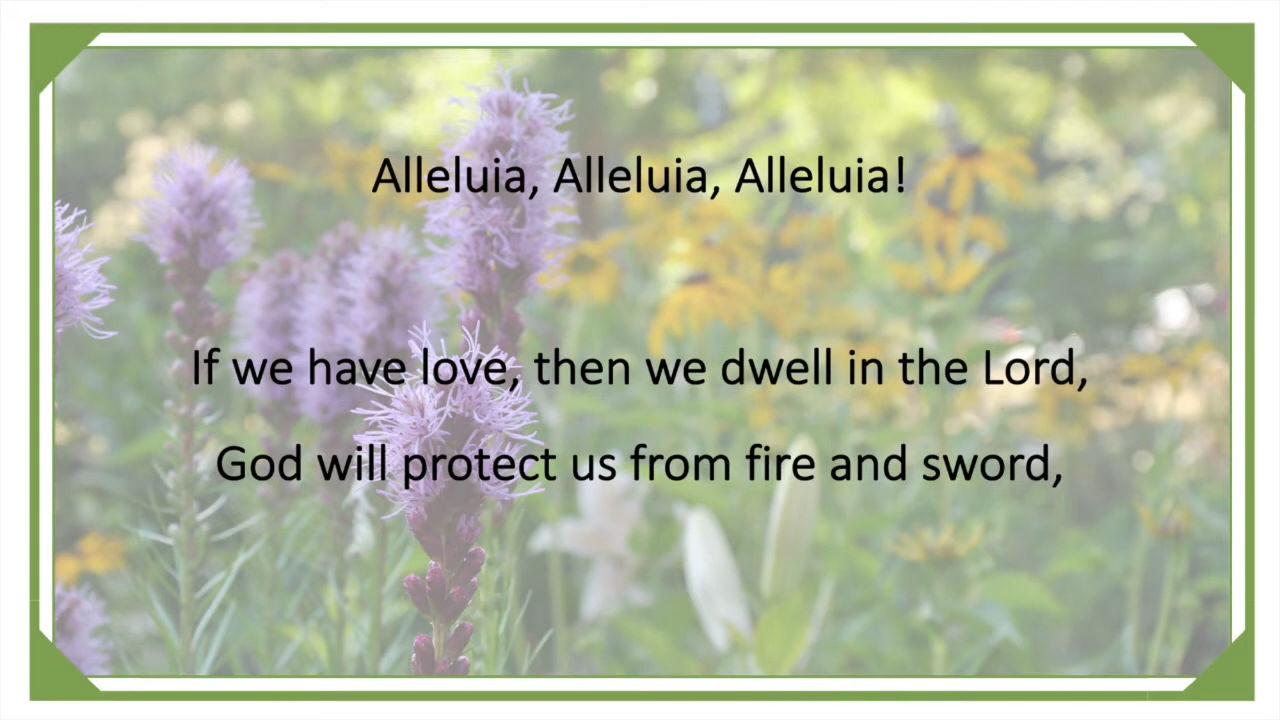 Alleluia, Alleluia, Alleluia!
If we have love, then we dwell in the Lord,
God will protect us from fire and sword,